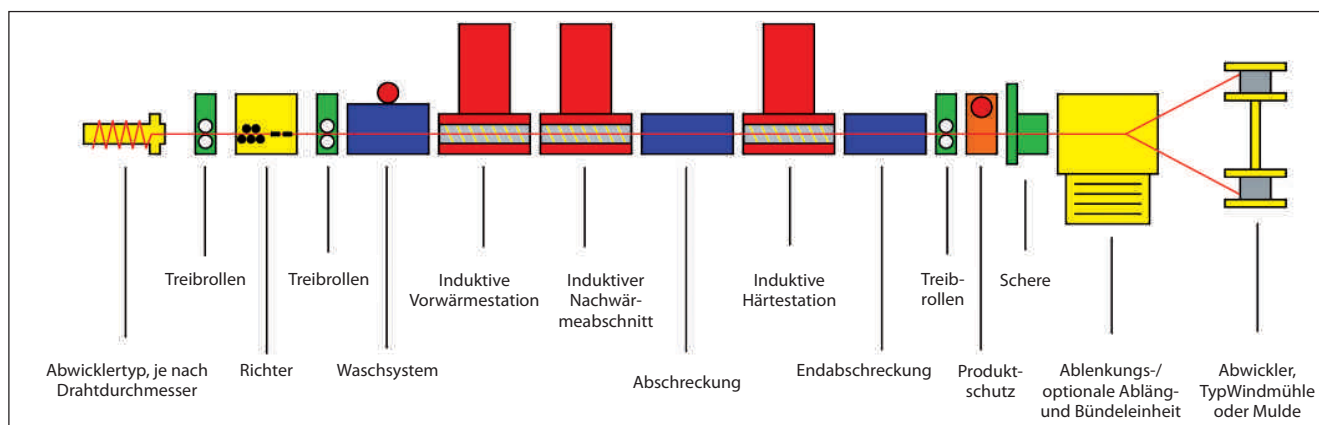 Treibrollen
Treibrollen
Induktive
Vorwärmestation
Induktiver
Nachwär-
meabschnitt
Induktive
Härtestation
Treib-
rollen
Schere
Abwicklertyp, je nach
Drahtdurchmesser
Richter
Waschsystem
Abschreckung
Endabschreckung
Produkt-
schutz
Ablenkungs-/
optionale Abläng-
und Bündeleinheit
Abwickler,
TypWindmühle
oder Mulde